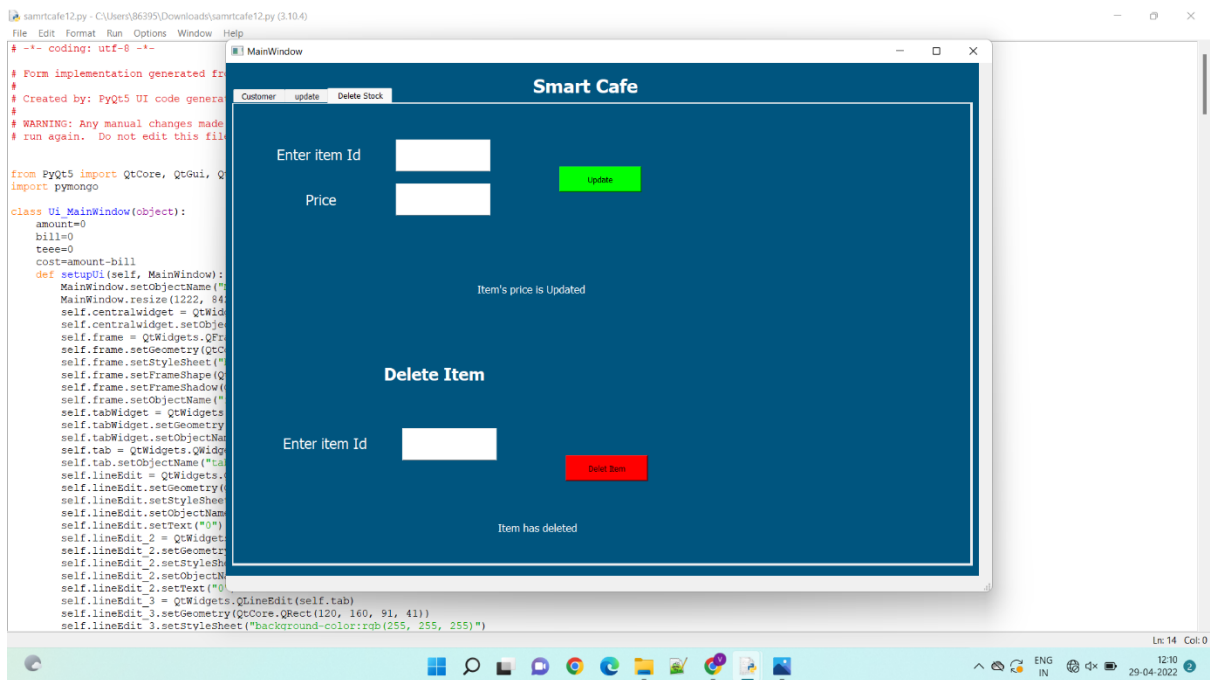 samrtcafe12.py - C:\Users\86395\Downloads\samrtcafe12.py (3.10.4)
File Edit Format Run Options Window Help
# -*- coding: utf-8 -*-
# Form implementation generated fr
#
# Created by: PyQt5 UI code genera
#
# WARNING: Any manual changes made
# run again. Do not edit this fil
from PyQt5 import QtCore, QtGui, Q
import pymongo
class Ui_MainWindow(object):
amount=0
bill=0
teee=0
cost=amount-bill
def setupUi(self, MainWindow):
MainWindow.setObjectName("
MainWindow.resize(1222, 84
self.centralwidget = QtWid
self.centralwidget.setObje
self.frame = QtWidgets.QFr
self.frame.setGeometry(QtC
self.frame.setStyleSheet("
self.frame.setFrameShape(Q
self.frame.setFrameShadow(
self.frame.setObjectName("
self.tabWidget = QtWidgets
self.tabWidget.setGeometry
self.tabWidget.setObjectNa
self.tab = QtWidgets.QWidg
self.tab.setObjectName("ta
self.lineEdit = QtWidgets.
self.lineEdit.setGeometry(
self.lineEdit.setStyleShee
self.lineEdit.setObjectNam
self.lineEdit.setText("0")
self.lineEdit_2 = QtWidget
self.lineEdit_2.setGeometr
self.lineEdit_2.setStyleSh
self.lineEdit_2.setObjectN
self.lineEdit_2.setText("0
self.lineEdit_3 = QtWidgets.QLineEdit(self.tab)
self.lineEdit_3.setGeometry(QtCore.QRect(120, 160, 91, 41))
self.lineEdit_3.setStyleSheet("background-color:rgb(255, 255, 255)")
MainWindow
Smart Cafe
Customer update Delete Stock
Enter item Id
Update
Price
Item's price is Updated
Delete Item
Enter item Id
Delet Item
Item has deleted
Ln: 14 Col: 0
ENG
IN
12:10
29-04-2022
2